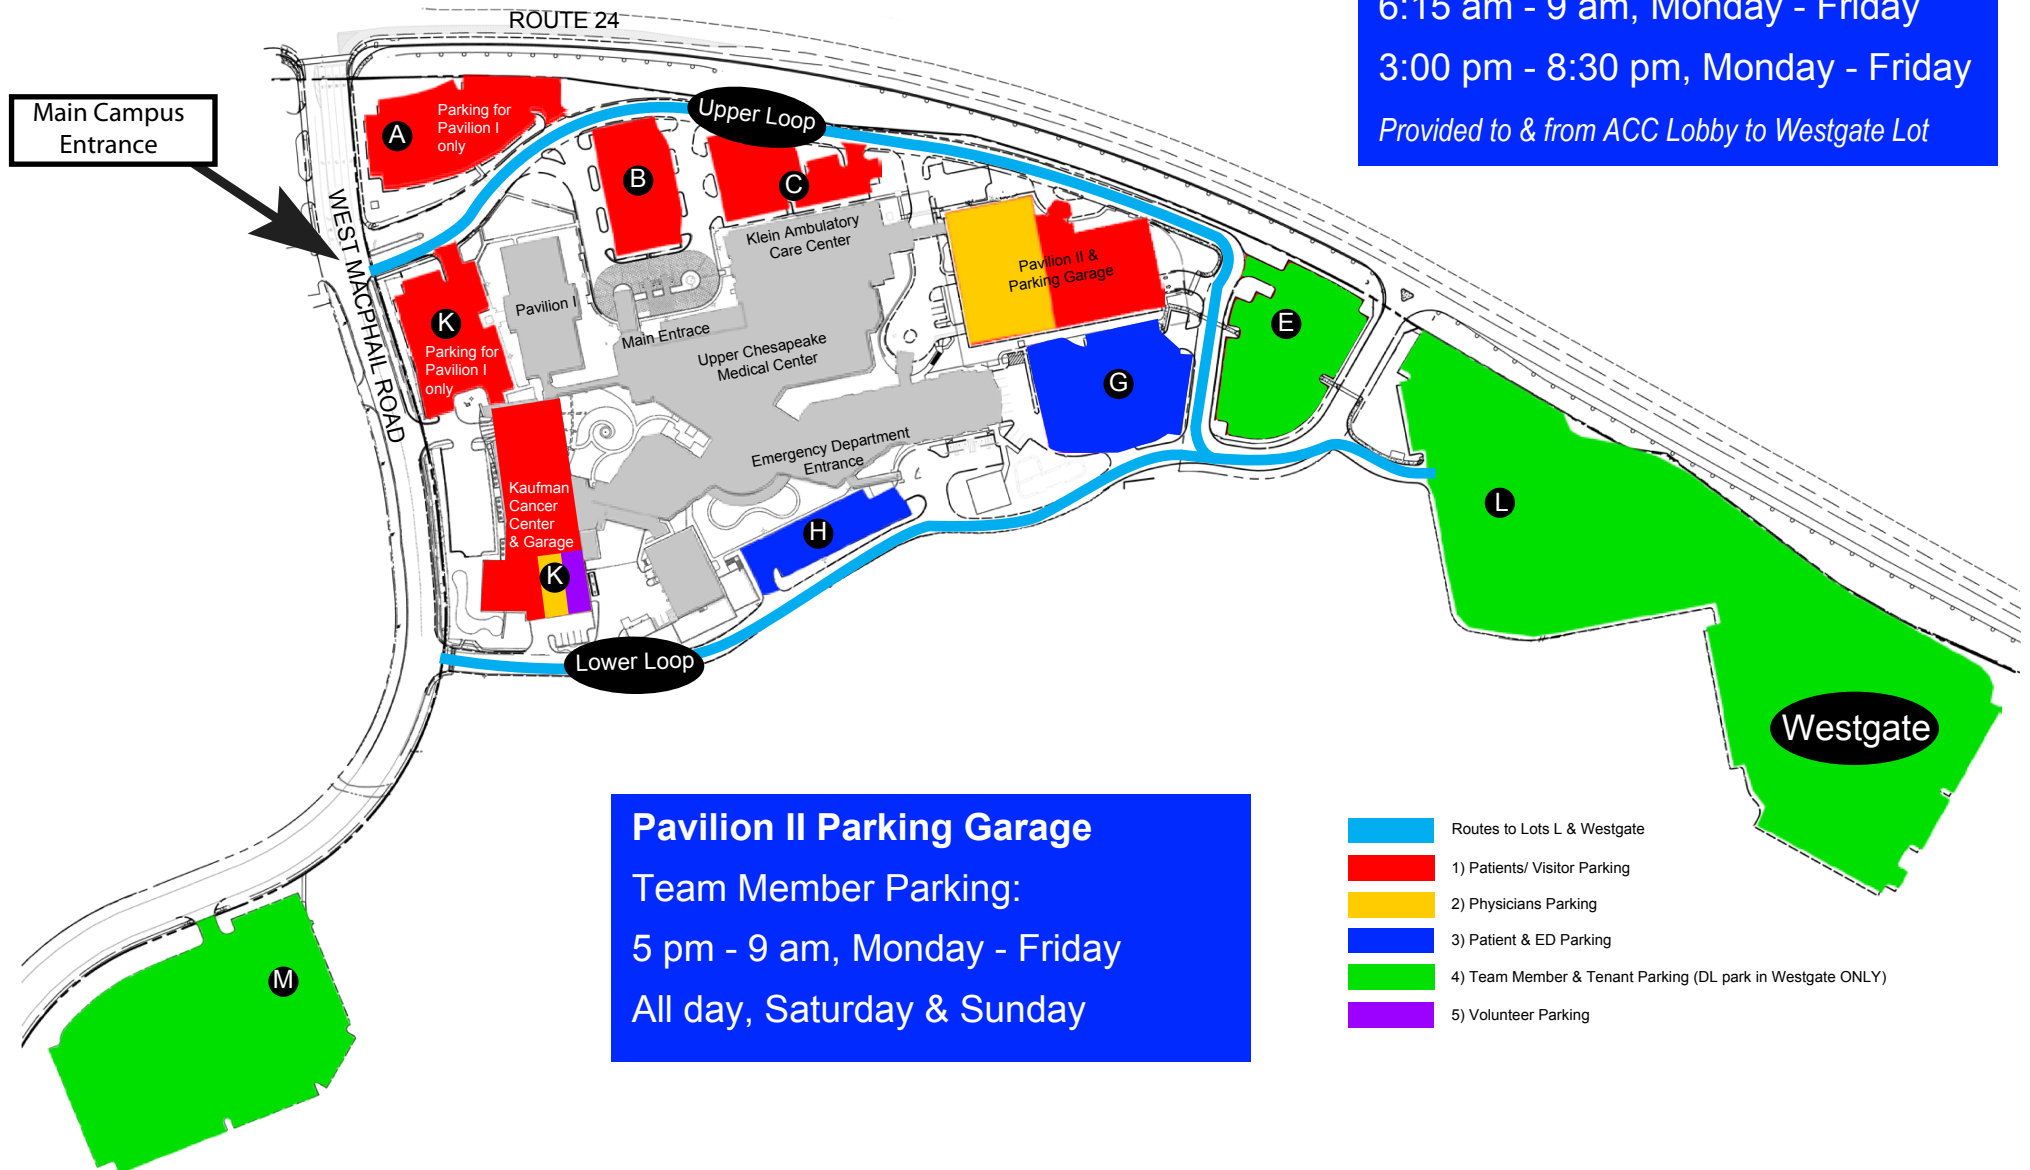 ROUTE 24
6:15 am - 9 am, Monday - Friday
3:00 pm - 8:30 pm, Monday - Friday
Provided to & from ACC Lobby to Westgate Lot
Main Campus
Entrance
WEST MACPHAIL ROAD
A
Parking for
Pavilion I
only
Upper Loop
B
C
Klein Ambulatory
Care Center
Pavilion II &
Parking Garage
Pavilion I
K
Parking for
Pavilion I
only
Main Entrace
Upper Chesapeake
Medical Center
E
G
Emergency Department
Entrance
Kaufman
Cancer
Center
& Garage
K
H
L
Lower Loop
Westgate
M
Pavilion II Parking Garage
Team Member Parking:
5 pm - 9 am, Monday - Friday
All day, Saturday & Sunday
Routes to Lots L & Westgate
1) Patients/ Visitor Parking
2) Physicians Parking
3) Patient & ED Parking
4) Team Member & Tenant Parking (DL park in Westgate ONLY)
5) Volunteer Parking